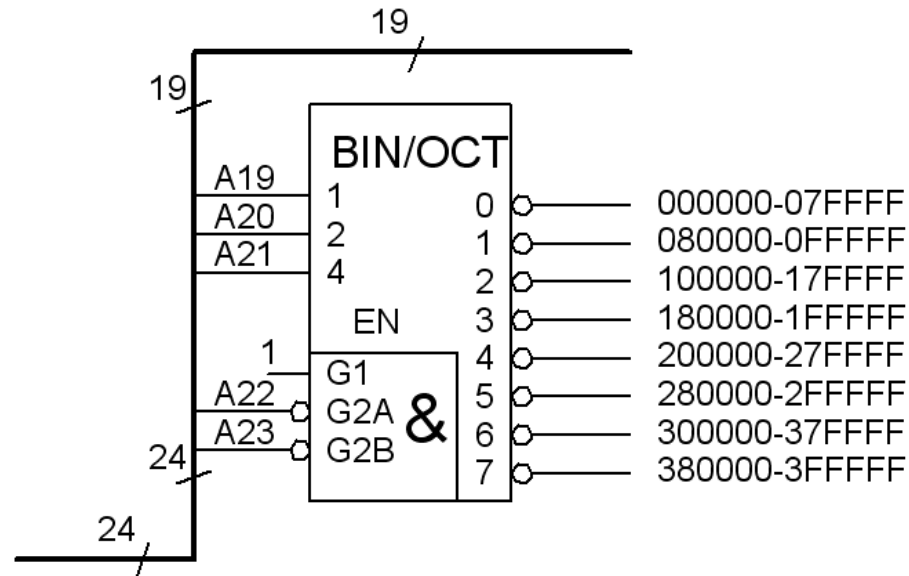 19
19
BIN/OCT
A19 1 0 000000-07FFFF
A20 2 1 080000-0FFFFF
A21 4 2 100000-17FFFF
EN 3 180000-1FFFFF
1 G1 4 200000-27FFFF
A22 G2A & 5 280000-2FFFFF
A23 G2B 6 300000-37FFFF
24 7 380000-3FFFFF
24